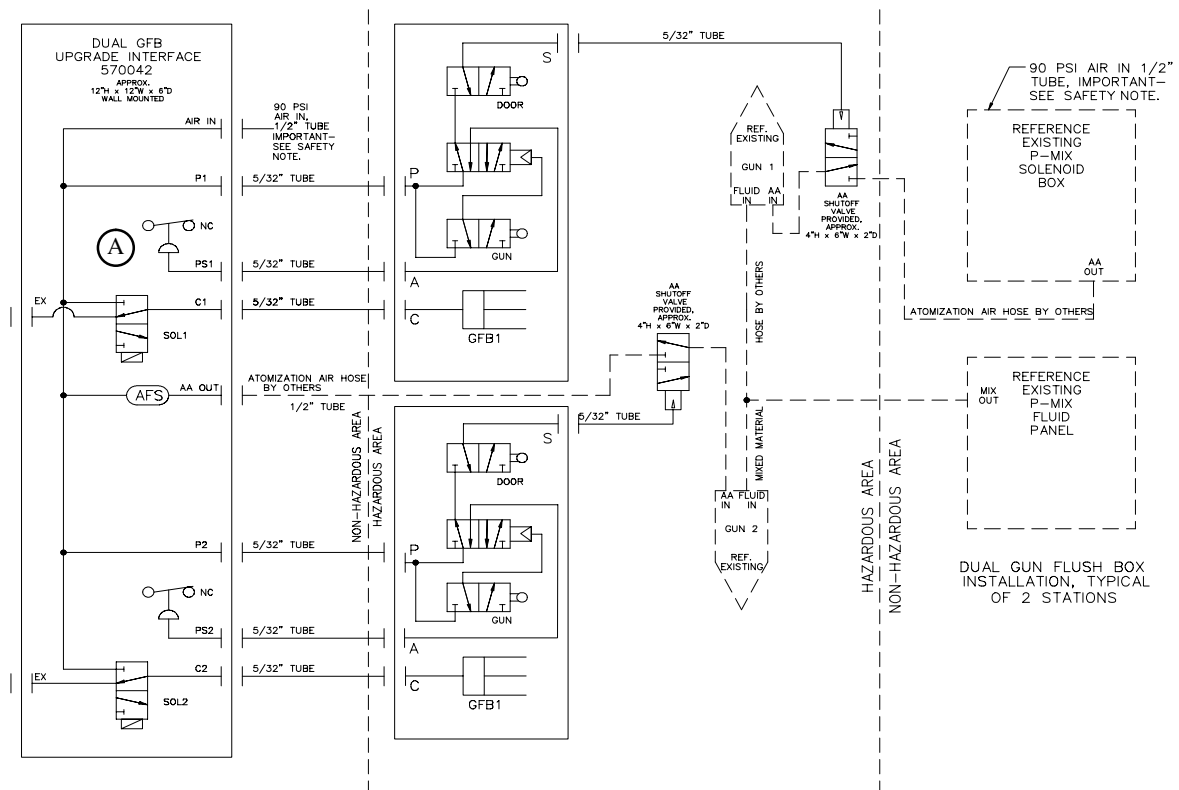 DUAL GFB
UPGRADE INTERFACE
570042
APPROX.
12"H x 12"W x 6"D
WALL MOUNTED
AIR IN
90 PSI
AIR IN,
1/2" TUBE
IMPORTANT–
SEE SAFETY
NOTE.
P1
5/32" TUBE
NC
A
PS1
5/32" TUBE
EX
C1
5/32" TUBE
SOL1
AFS
AA OUT
ATOMIZATION AIR HOSE
BY OTHERS
1/2" TUBE
NON-HAZARDOUS AREA
HAZARDOUS AREA
P2
5/32" TUBE
NC
PS2
5/32" TUBE
EX
C2
5/32" TUBE
SOL2
S
DOOR
P
GUN
A
C
GFB1
S
DOOR
P
GUN
A
C
GFB1
5/32" TUBE
5/32" TUBE
REF.
EXISTING
GUN 1
FLUID
IN
AA
IN
AA
SHUTOFF
VALVE
PROVIDED,
APPROX.
4"H x 6"W x 2"D
AA
SHUTOFF
VALVE
PROVIDED,
APPROX.
4"H x 6"W x 2"D
HOSE BY OTHERS
MIXED MATERIAL
AA
IN
FLUID
IN
GUN 2
REF.
EXISTING
HAZARDOUS AREA
NON-HAZARDOUS AREA
90 PSI AIR IN 1/2"
TUBE, IMPORTANT–
SEE SAFETY NOTE.
REFERENCE
EXISTING
P–MIX
SOLENOID
BOX
AA
OUT
ATOMIZATION AIR HOSE BY OTHERS
MIX
OUT
REFERENCE
EXISTING
P–MIX
FLUID
PANEL
DUAL GUN FLUSH BOX
INSTALLATION, TYPICAL
OF 2 STATIONS